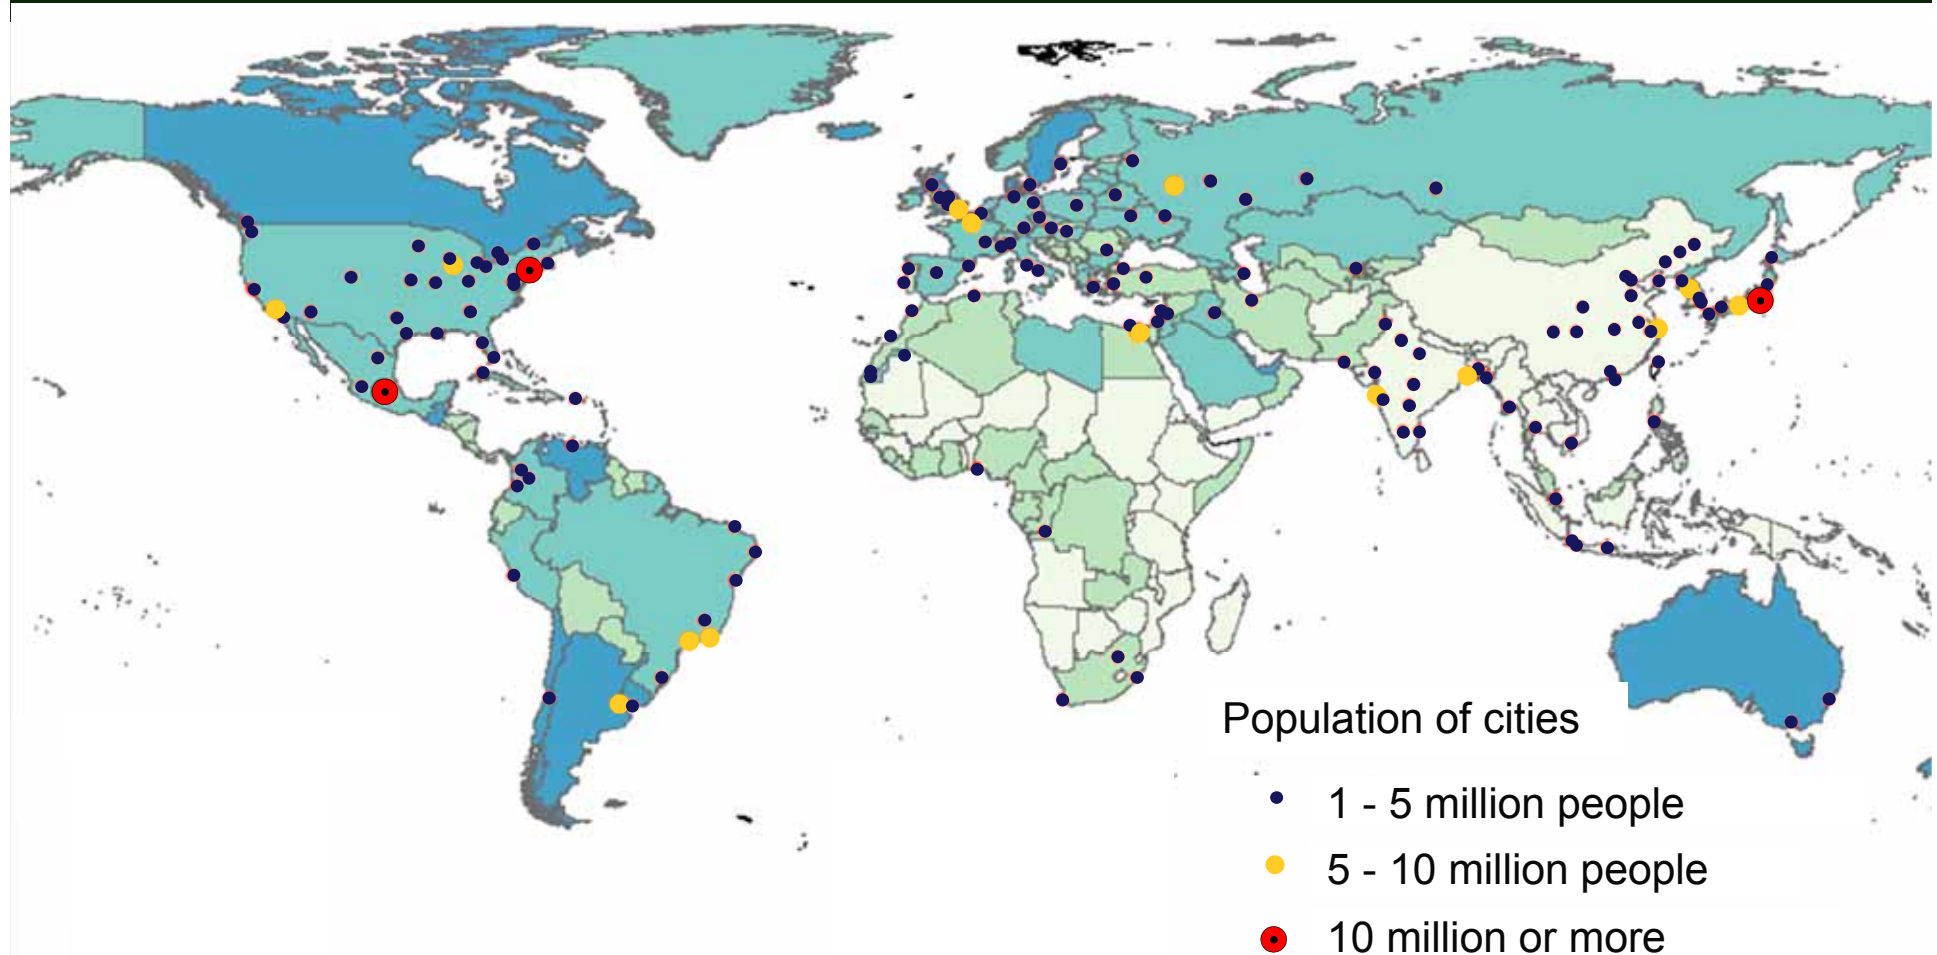 Population of cities
1 - 5 million people
5 - 10 million people
10 million or more